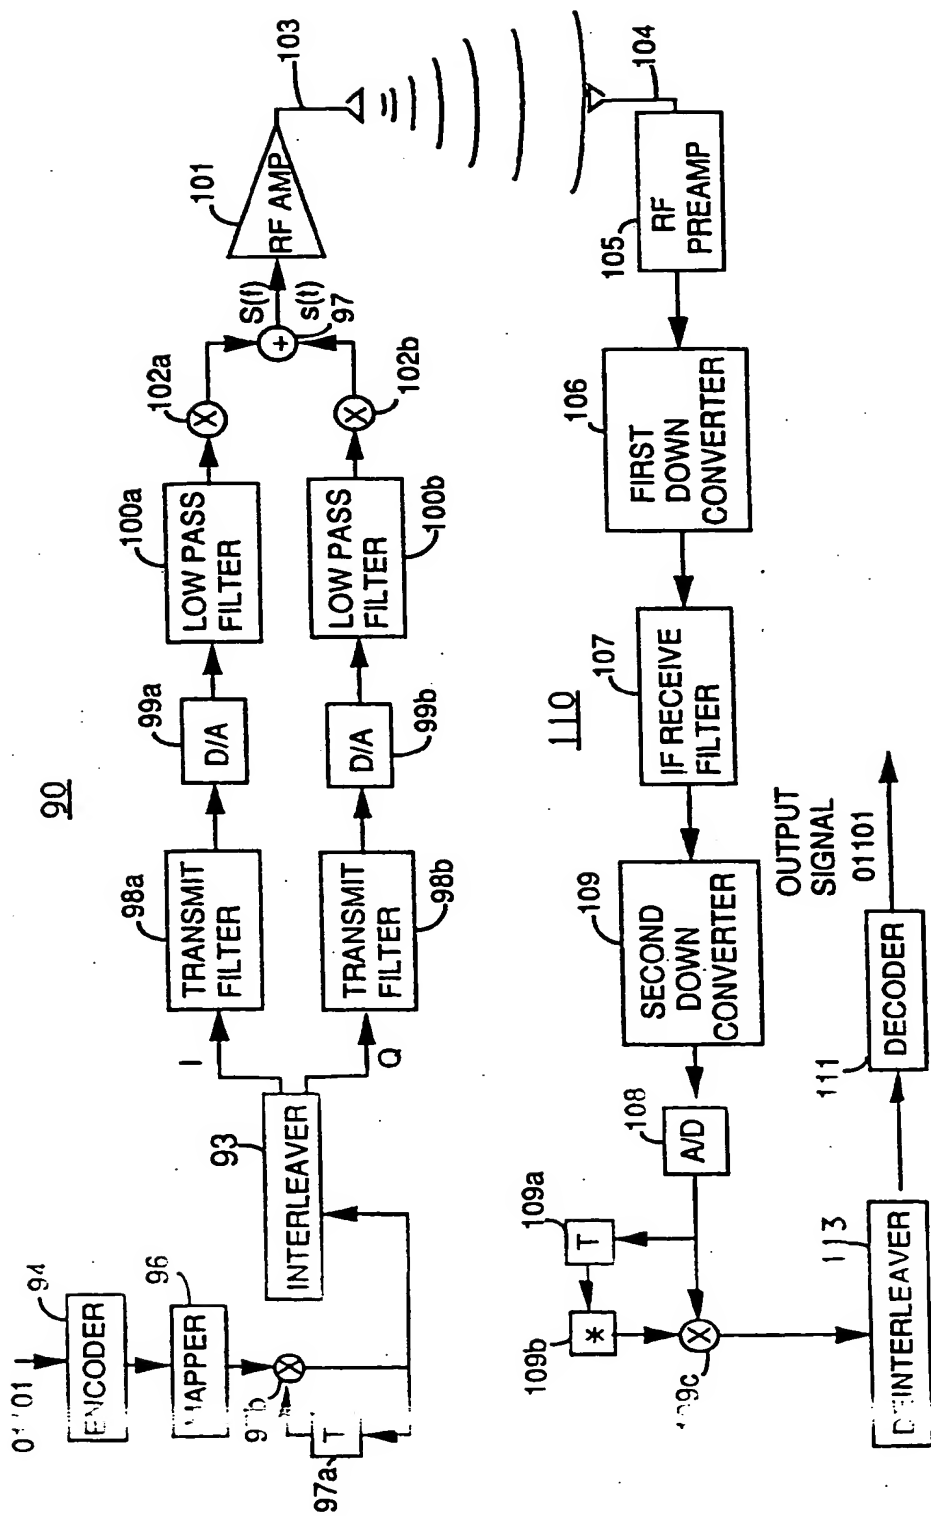 90
94
ENCODER
96
MAPPER
97a
T
X
93
INTERLEAVER
I
Q
98a
TRANSMIT
FILTER
98b
TRANSMIT
FILTER
99a
D/A
99b
D/A
100a
LOW PASS
FILTER
100b
LOW PASS
FILTER
102a
X
102b
X
+
97
S(f)
s(t)
101
RF AMP
103
104
105
RF
PREAMP
106
FIRST
DOWN
CONVERTER
107
IF RECEIVE
FILTER
110
109
SECOND
DOWN
CONVERTER
108
A/D
109a
T
109b
*
X
113
DEINTERLEAVER
111
DECODER
OUTPUT
SIGNAL
01101